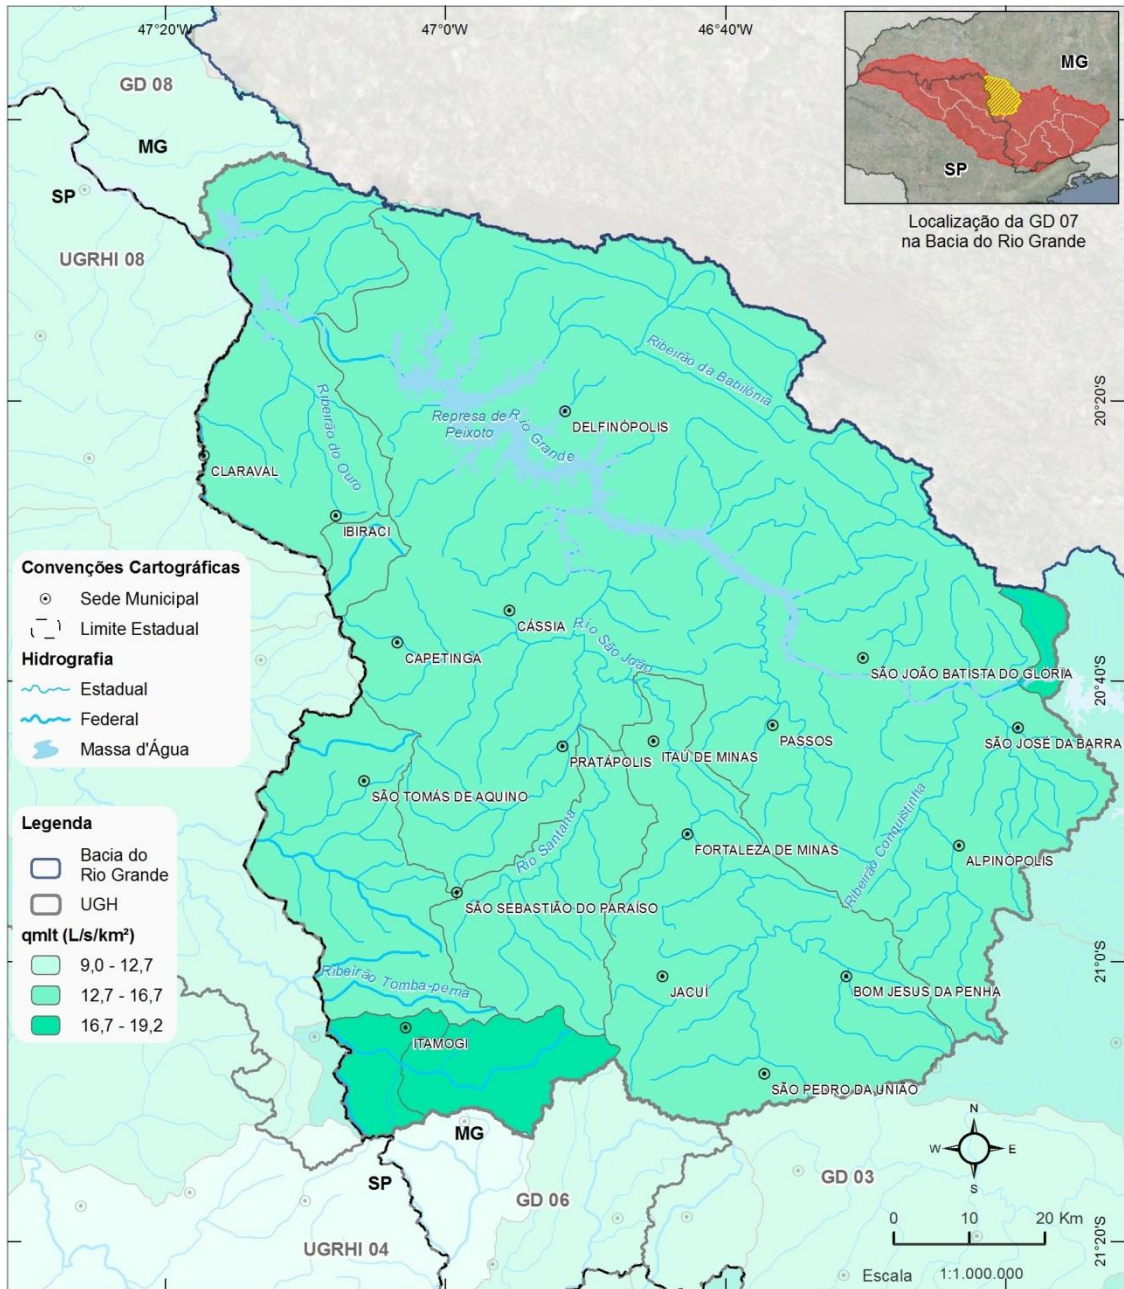 47°20'W
47°0'W
46°40'W
GD 08
MG
SP
UGRHI 08
MG
SP
Localização da GD 07
na Bacia do Rio Grande
Ribeirão da Babilônia
20°20'S
Ribeirão do Ouro
Represa de
Peixoto
Rio Grande
DELFINÓPOLIS
CLARAVAL
IBIRACI
Convenções Cartográficas
Sede Municipal
Limite Estadual
Hidrografia
Estadual
Federal
Massa d'Água
CÁSSIA
Rio São João
CAPETINGA
SÃO JOÃO BATISTA DO GLÓRIA
20°40'S
PRATÁPOLIS
ITAÚ DE MINAS
PASSOS
SÃO JOSÉ DA BARRA
SÃO TOMÁS DE AQUINO
Rio Santana
FORTALEZA DE MINAS
Ribeirão Conquistinha
ALPINÓPOLIS
SÃO SEBASTIÃO DO PARAÍSO
Legenda
Bacia do
Rio Grande
UGH
qmlt (L/s/km²)
9,0 - 12,7
12,7 - 16,7
16,7 - 19,2
Ribeirão Tomba-perna
JACUÍ
BOM JESUS DA PENHA
21°0'S
ITAMOGI
SÃO PEDRO DA UNIÃO
MG
SP
GD 06
GD 03
UGRHI 04
N
W
E
S
0 10 20 Km
Escala 1:1.000.000
21°20'S